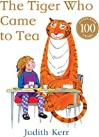 The Tiger Who
Came to Tea
100
Judith Kerr